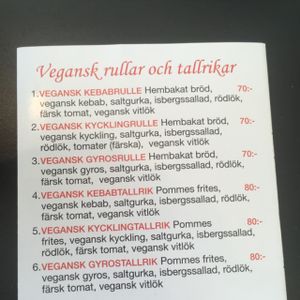 Vegansk rullar och tallrikar
1.VEGANSK KEBABRULLE Hembakat bröd, 70:-
vegansk kebab, saltgurka, isbergssallad, rödlök,
färsk tomat, vegansk vitlök
2.VEGANSK KYCKLINGRULLE Hembakat bröd, 70:-
vegansk kyckling, saltgurka, isbergssallad,
rödlök, tomater (färska), vegansk vitlök
3.VEGANSK GYROSRULLE Hembakat bröd, 70:-
vegansk gyros, saltgurka, isbergssallad, rödlök,
färsk tomat, vegansk vitlök
4.VEGANSK KEBABTALLRIK Pommes frites, 80:-
vegansk kebab, saltgurka, isbergssallad, rödlök,
färsk tomat, vegansk vitlök
5.VEGANSK KYCKLINGTALLRIK Pommes 80:-
frites, vegansk kyckling, saltgurka, isbergssallad,
rödlök, färsk tomat, vegansk vitlök
6.VEGANSK GYROSTALLRIK Pommes frites, 80:-
vegansk gyros, saltgurka, isbergssallad, rödlök,
färsk tomat, vegansk vitlök